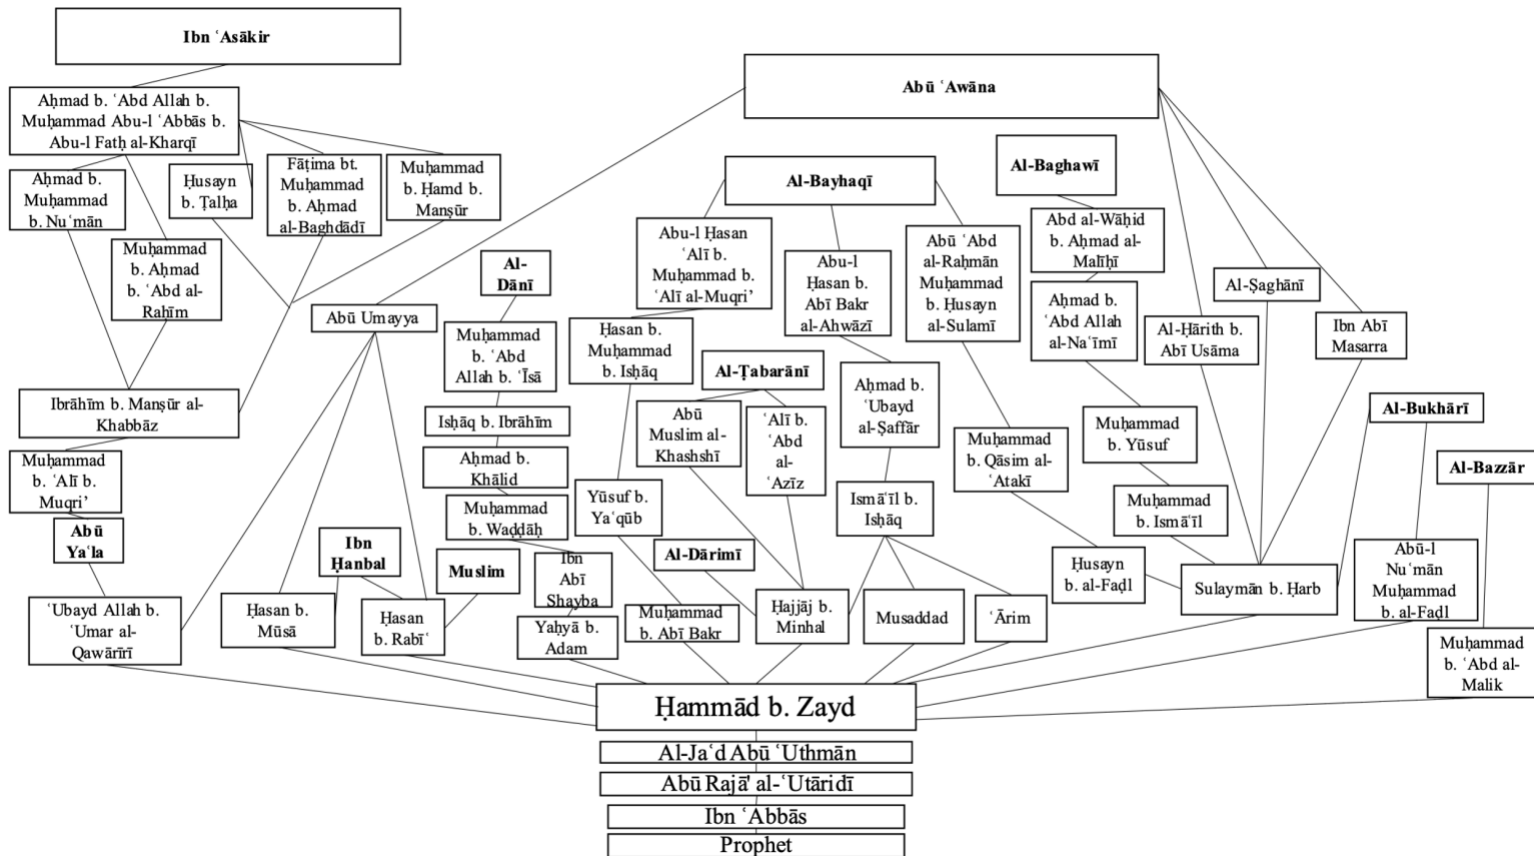 Ibn ʿAsākir
Abū ʿAwāna
Aḥmad b. ʿAbd Allah b.
Muḥammad Abu-l ʿAbbās b.
Abu-l Fatḥ al-Kharqī
Aḥmad b.
Muḥammad
b. Nuʿmān
Ḥusayn
b. Ṭalḥa
Fāṭima bt.
Muḥammad
b. Aḥmad
al-Baghdādī
Muḥammad
b. Ḥamd b.
Manṣūr
Al-Bayhaqī
Al-Baghawī
Muḥammad
b. Aḥmad
b. ʿAbd al-
Raḥīm
Al-
Dānī
Abu-l Ḥasan
ʿAlī b.
Muḥammad b.
ʿAlī al-Muqri’
Abu-l
Ḥasan b.
Abī Bakr
al-Ahwāzī
Abū ʿAbd
al-Raḥmān
Muḥammad
b. Ḥusayn
al-Sulamī
Abd al-Wāḥid
b. Aḥmad al-
Malīḥī
Al-Ṣaghānī
Abū Umayya
Muḥammad
b. ʿAbd
Allah b. ʿĪsā
Ḥasan b.
Muḥammad
b. Isḥāq
Al-Ṭabarānī
Aḥmad b.
ʿAbd Allah
al-Naʿīmī
Al-Ḥārith b.
Abī Usāma
Ibn Abī
Masarra
Ibrāhīm b. Manṣūr al-
Khabbāz
Isḥāq b. Ibrāhīm
Abū
Muslim al-
Khashshī
ʿAlī b.
ʿAbd
al-
ʿAzīz
Aḥmad b.
ʿUbayd
al-Ṣaffār
Muḥammad
b. Qāsim al-
ʿAtakī
Muḥammad
b. Yūsuf
Al-Bukhārī
Muḥammad
b. ʿAlī b.
Muqri’
Aḥmad b.
Khālid
Al-Bazzār
Abū
Yaʿla
Muḥammad
b. Waḍḍāḥ
Yūsuf b.
Yaʿqūb
Ismāʿīl b.
Isḥāq
Muḥammad
b. Ismāʿīl
Ibn
Ḥanbal
Muslim
Ibn
Abī
Shayba
Al-Dārimī
Ḥusayn
b. al-Faḍl
Sulaymān b. Ḥarb
Abū-l
Nuʿmān
Muḥammad
b. al-Faḍl
ʿUbayd Allah b.
ʿUmar al-
Qawārīrī
Ḥasan b.
Mūsā
Ḥasan
b. Rabīʿ
Yaḥyā b.
Adam
Muḥammad
b. Abī Bakr
Ḥajjāj b.
Minhal
Musaddad
ʿĀrim
Muḥammad
b. ʿAbd al-
Malik
Ḥammād b. Zayd
Al-Jaʿd Abū ʿUthmān
Abū Rajā' al-ʿUtāridī
Ibn ʿAbbās
Prophet